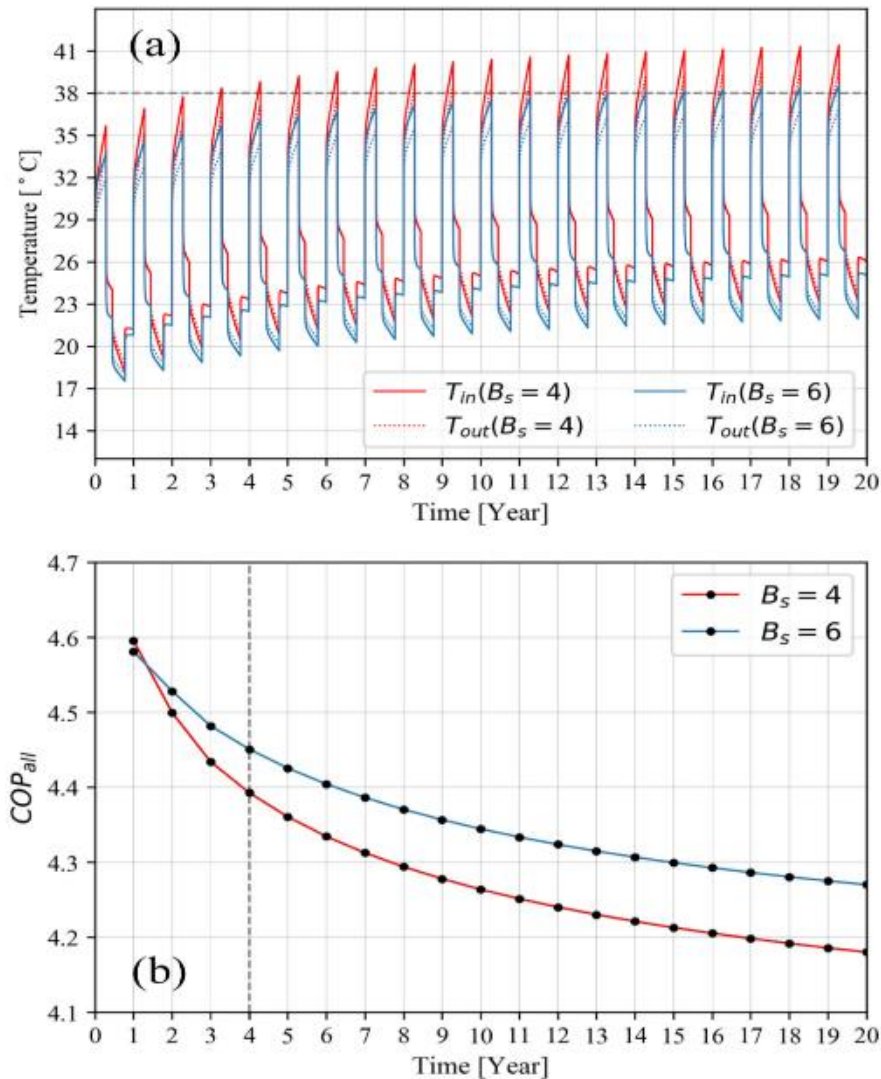 (a)
Temperature [°C]
41
38
35
32
29
26
23
20
17
14
T_in(B_s = 4)
T_in(B_s = 6)
T_out(B_s = 4)
T_out(B_s = 6)
0 1 2 3 4 5 6 7 8 9 10 11 12 13 14 15 16 17 18 19 20
Time [Year]
4.7
4.6
4.5
4.4
4.3
4.2
4.1
COP_all
B_s = 4
B_s = 6
(b)
0 1 2 3 4 5 6 7 8 9 10 11 12 13 14 15 16 17 18 19 20
Time [Year]